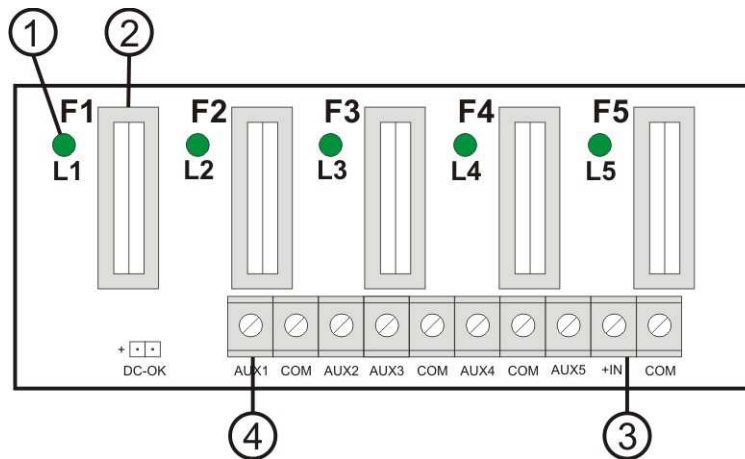 1 2
F1 F2 F3 F4 F5
L1 L2 L3 L4 L5
+
DC-OK AUX1 COM AUX2 AUX3 COM AUX4 COM AUX5 +IN COM
4 3